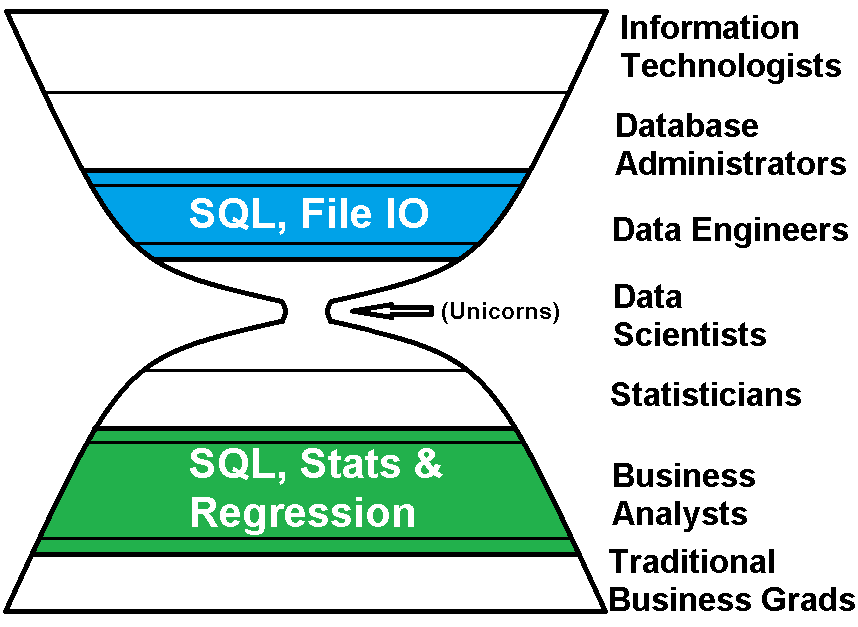 Information
Technologists
Database
Administrators
SQL, File IO
Data Engineers
Data
Scientists
(Unicorns)
Statisticians
SQL, Stats &
Regression
Business
Analysts
Traditional
Business Grads